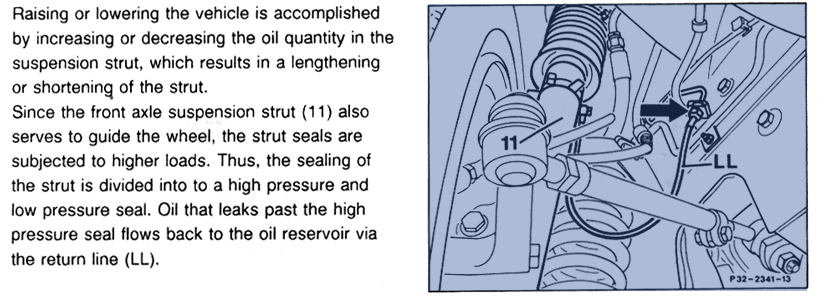 Raising or lowering the vehicle is accomplished
by increasing or decreasing the oil quantity in the
suspension strut, which results in a lengthening
or shortening of the strut.
Since the front axle suspension strut (11) also
serves to guide the wheel, the strut seals are
subjected to higher loads. Thus, the sealing of
the strut is divided into to a high pressure and
low pressure seal. Oil that leaks past the high
pressure seal flows back to the oil reservoir via
the return line (LL).
11
LL
P32-2341-13